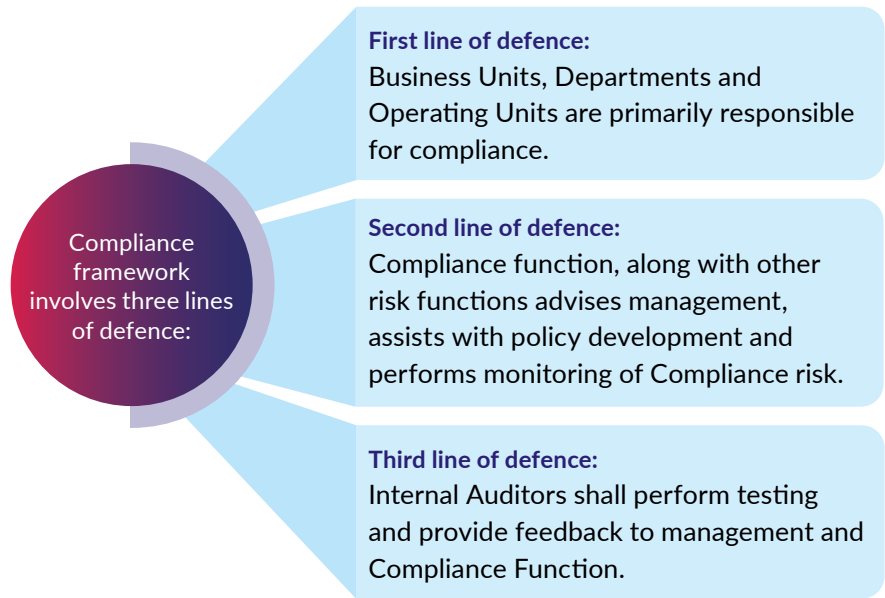 Compliance
framework
involves three lines
of defence:
First line of defence:
Business Units, Departments and
Operating Units are primarily responsible
for compliance.
Second line of defence:
Compliance function, along with other
risk functions advises management,
assists with policy development and
performs monitoring of Compliance risk.
Third line of defence:
Internal Auditors shall perform testing
and provide feedback to management and
Compliance Function.